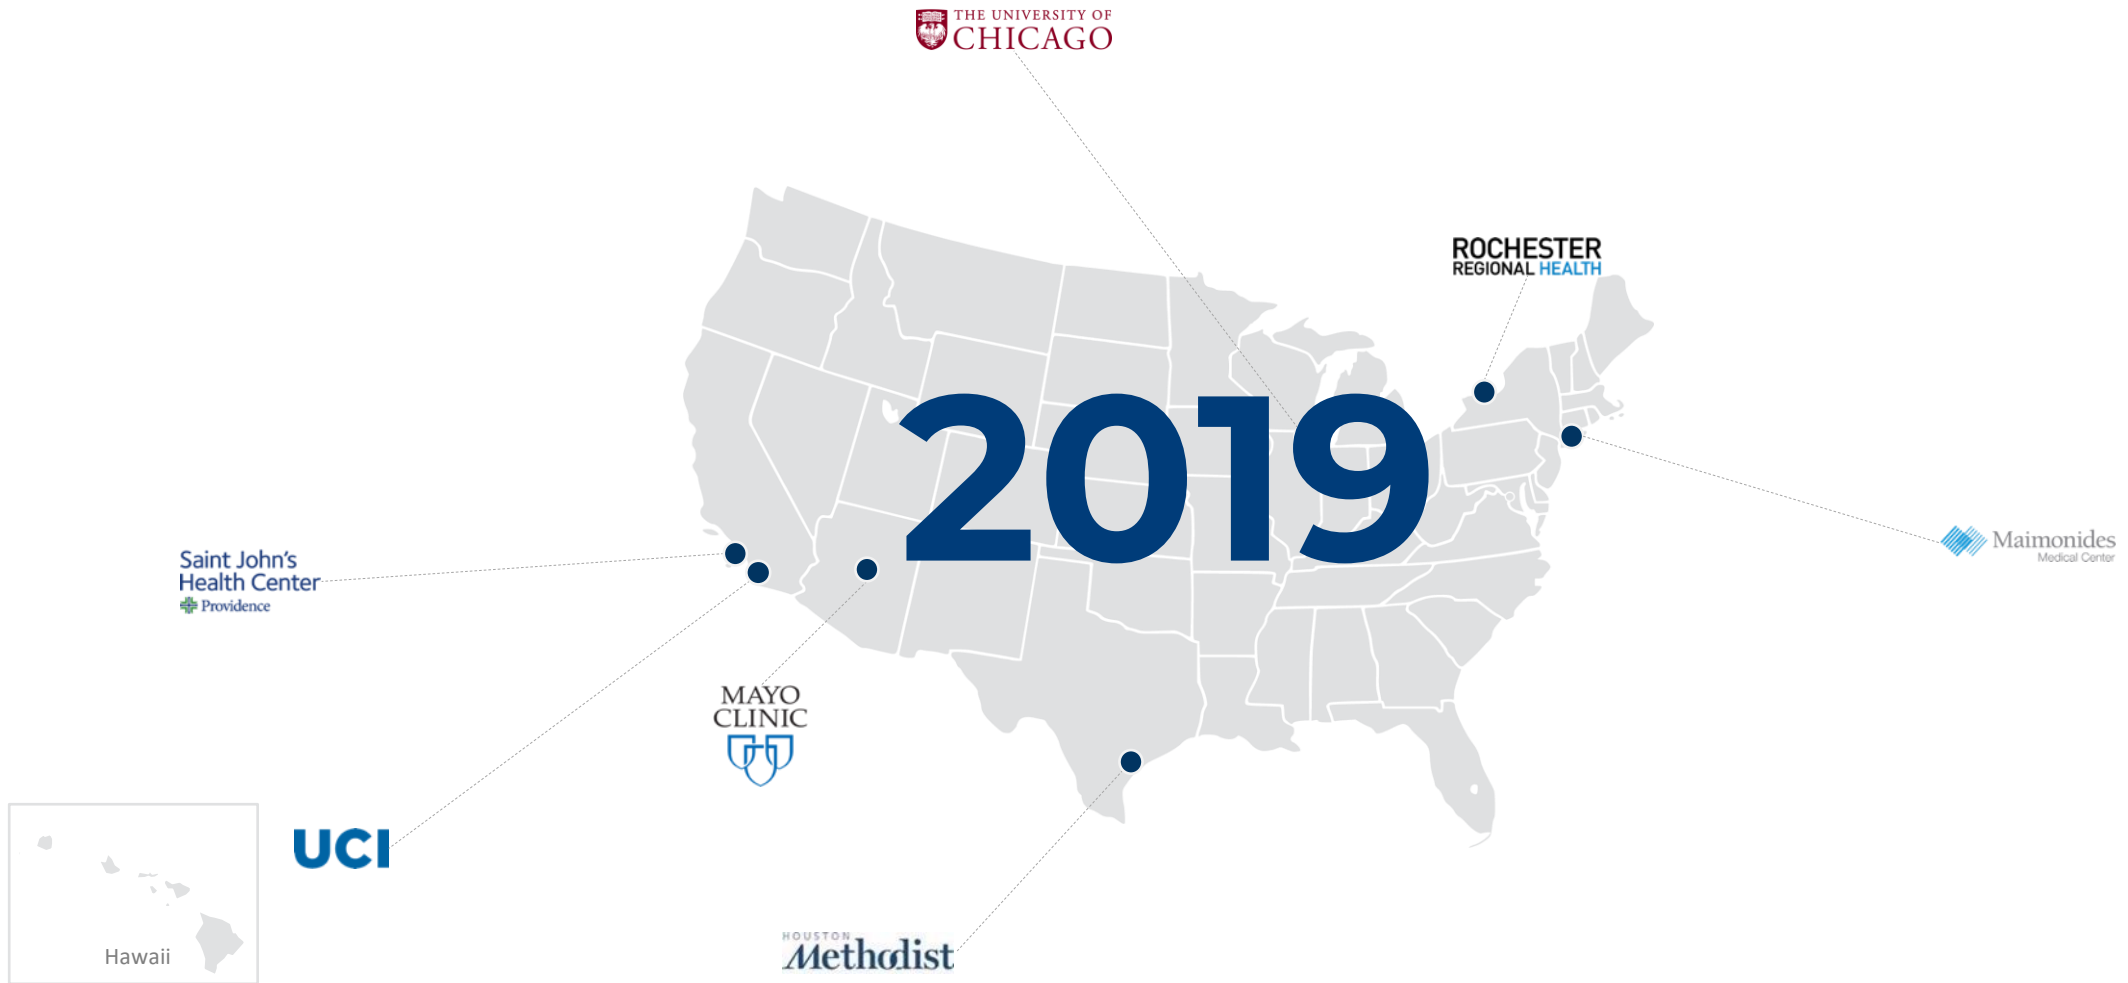 THE UNIVERSITY OF
CHICAGO
ROCHESTER
REGIONAL HEALTH
2019
Saint John's
Health Center
Providence
Maimonides
Medical Center
MAYO
CLINIC
UCI
HOUSTON
Methodist
Hawaii